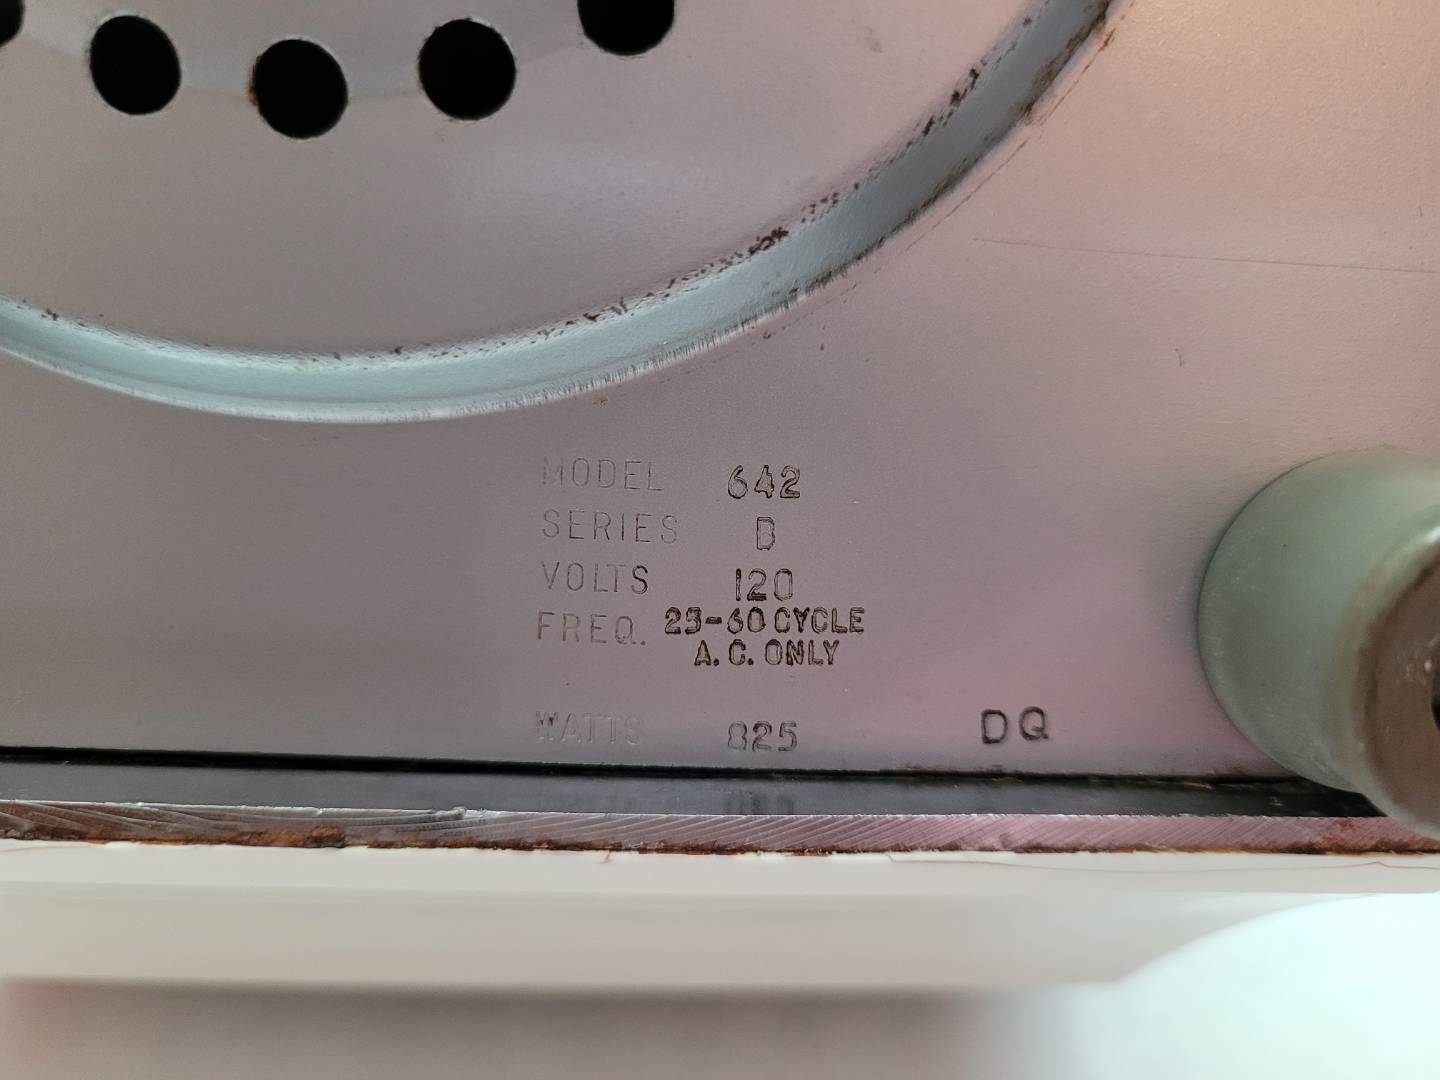 MODEL 642
SERIES B
VOLTS 120
FREQ. 25-60 CYCLE
A.C. ONLY
WATTS 825
DQ